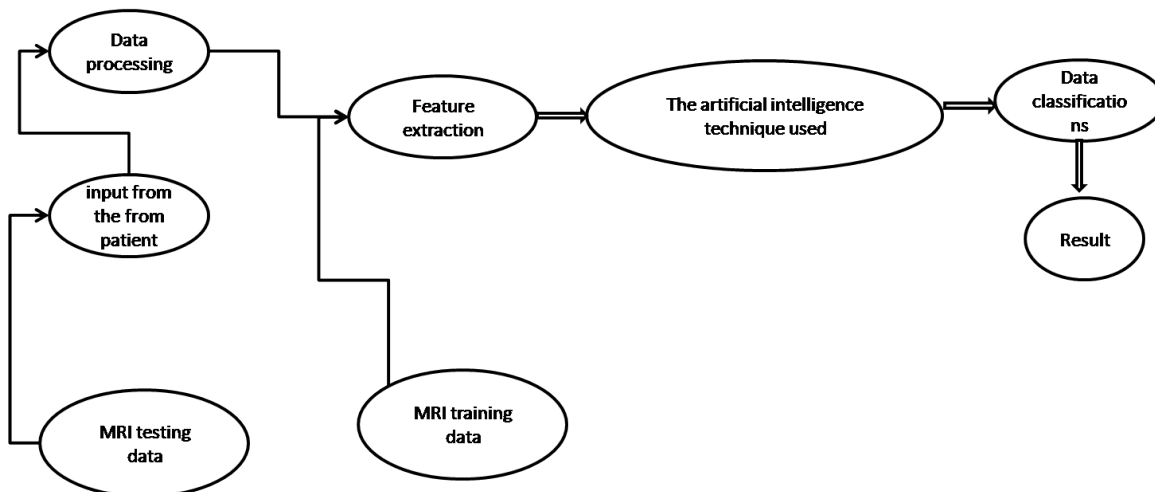 Data
processing
Feature
extraction
The artificial intelligence
technique used
Data
classificatio
ns
input from
the from
patient
Result
MRI testing
data
MRI training
data